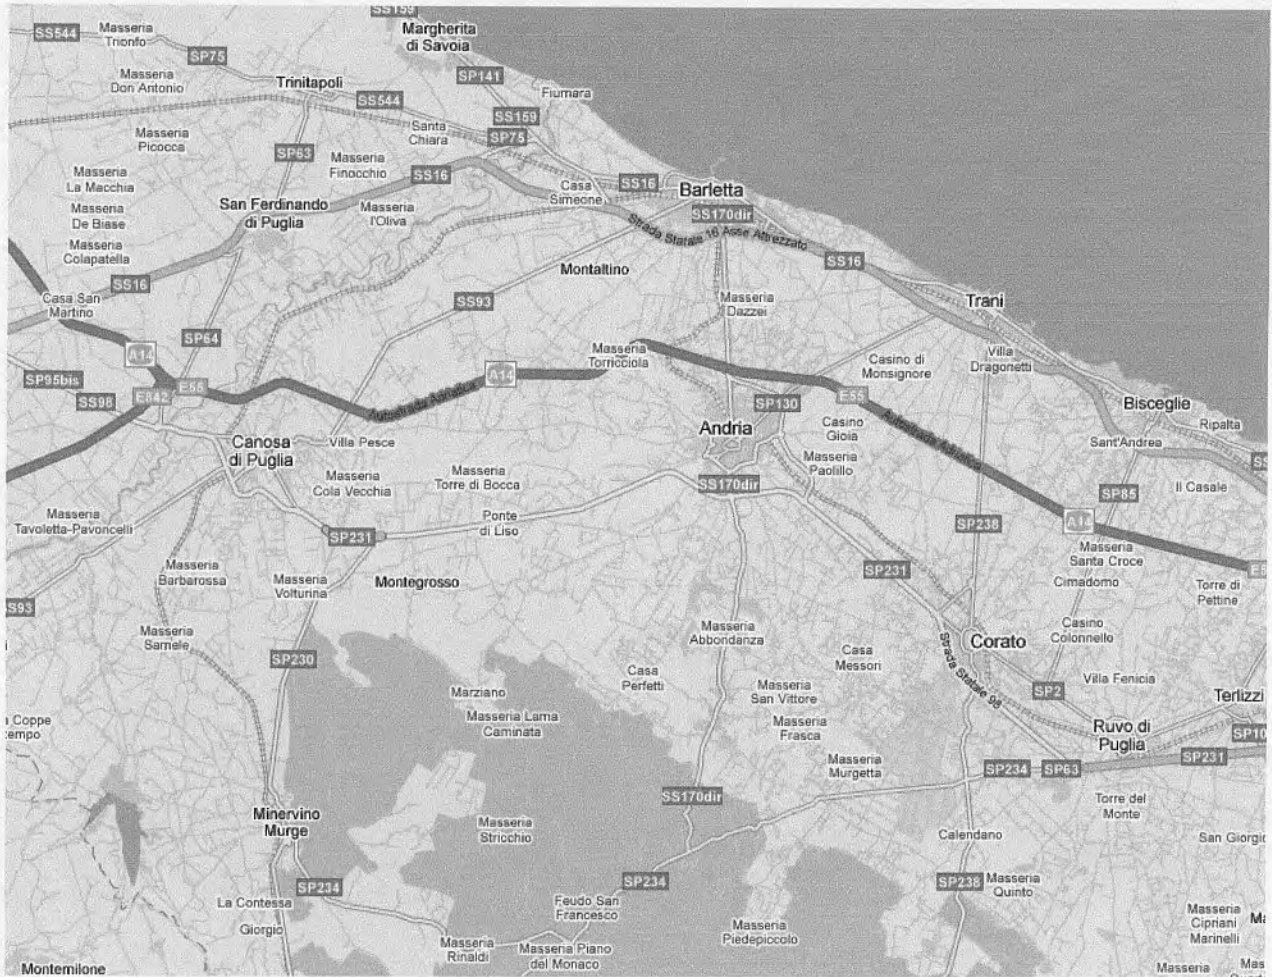 SS159
Margherita
di Savoia
SS544
Masseria
Trionfo
SP75
Masseria
Don Antonio
Trinitapoli
SP141
Fiumara
SS544
SS159
Santa
Chiara
SP75
Masseria
Picocca
SP63
Masseria
Finocchio
SS16
Masseria
La Macchia
Casa
Simeone
SS16
Barletta
San Ferdinando
di Puglia
Masseria
l'Oliva
Masseria
De Biase
SS170dir
Strada Statale 16 Asse Attrezzato
Masseria
Colapatella
SS16
SS16
Montaltino
Casa San
Martino
SS93
Masseria
Dazzei
Trani
SP64
A14
Masseria
Torricciola
Casino di
Monsignore
Villa
Dragonetti
SP95bis
E55
A14
SS98
E842
Autostrada Adriatica
SP130
E55
Bisceglie
Andria
Casino
Gioia
Autostrada Adriatica
Ripalta
Canosa
di Puglia
Villa Pesce
Sant'Andrea
Masseria
Paolillo
Masseria
Cola Vecchia
Masseria
Torre di Bocca
SS170dir
SP85
Il Casale
Masseria
Tavoletta-Pavoncelli
Ponte
di Liso
SP238
A14
SP231
Masseria
Santa Croce
Masseria
Barbarossa
Masseria
Volturina
Montegrosso
SP231
Cimadomo
Torre di
Pettine
SS93
Masseria
Samele
Masseria
Abbondanza
Corato
Casino
Colonnello
SP230
Casa
Messori
Strada Statale 98
Casa
Perfetti
Masseria
San Vittore
SP2
Villa Fenicia
Marziano
Terlizzi
Masseria Lama
Caminata
Masseria
Frasca
Ruvo di
Puglia
Coppe
tempo
SP10
Masseria
Murgetta
SP234
SP63
SP231
SS170dir
Minervino
Murge
Masseria
Stricchio
Torre del
Monte
Calendano
San Giorgio
SP234
SP234
SP238
Masseria
Quinto
La Contessa
Feudo San
Francesco
Giorgio
Masseria
Rinaldi
Masseria Piano
del Monaco
Masseria
Piedepiccolo
Masseria
Cipriani
Marinelli
Montemilone
Masseria